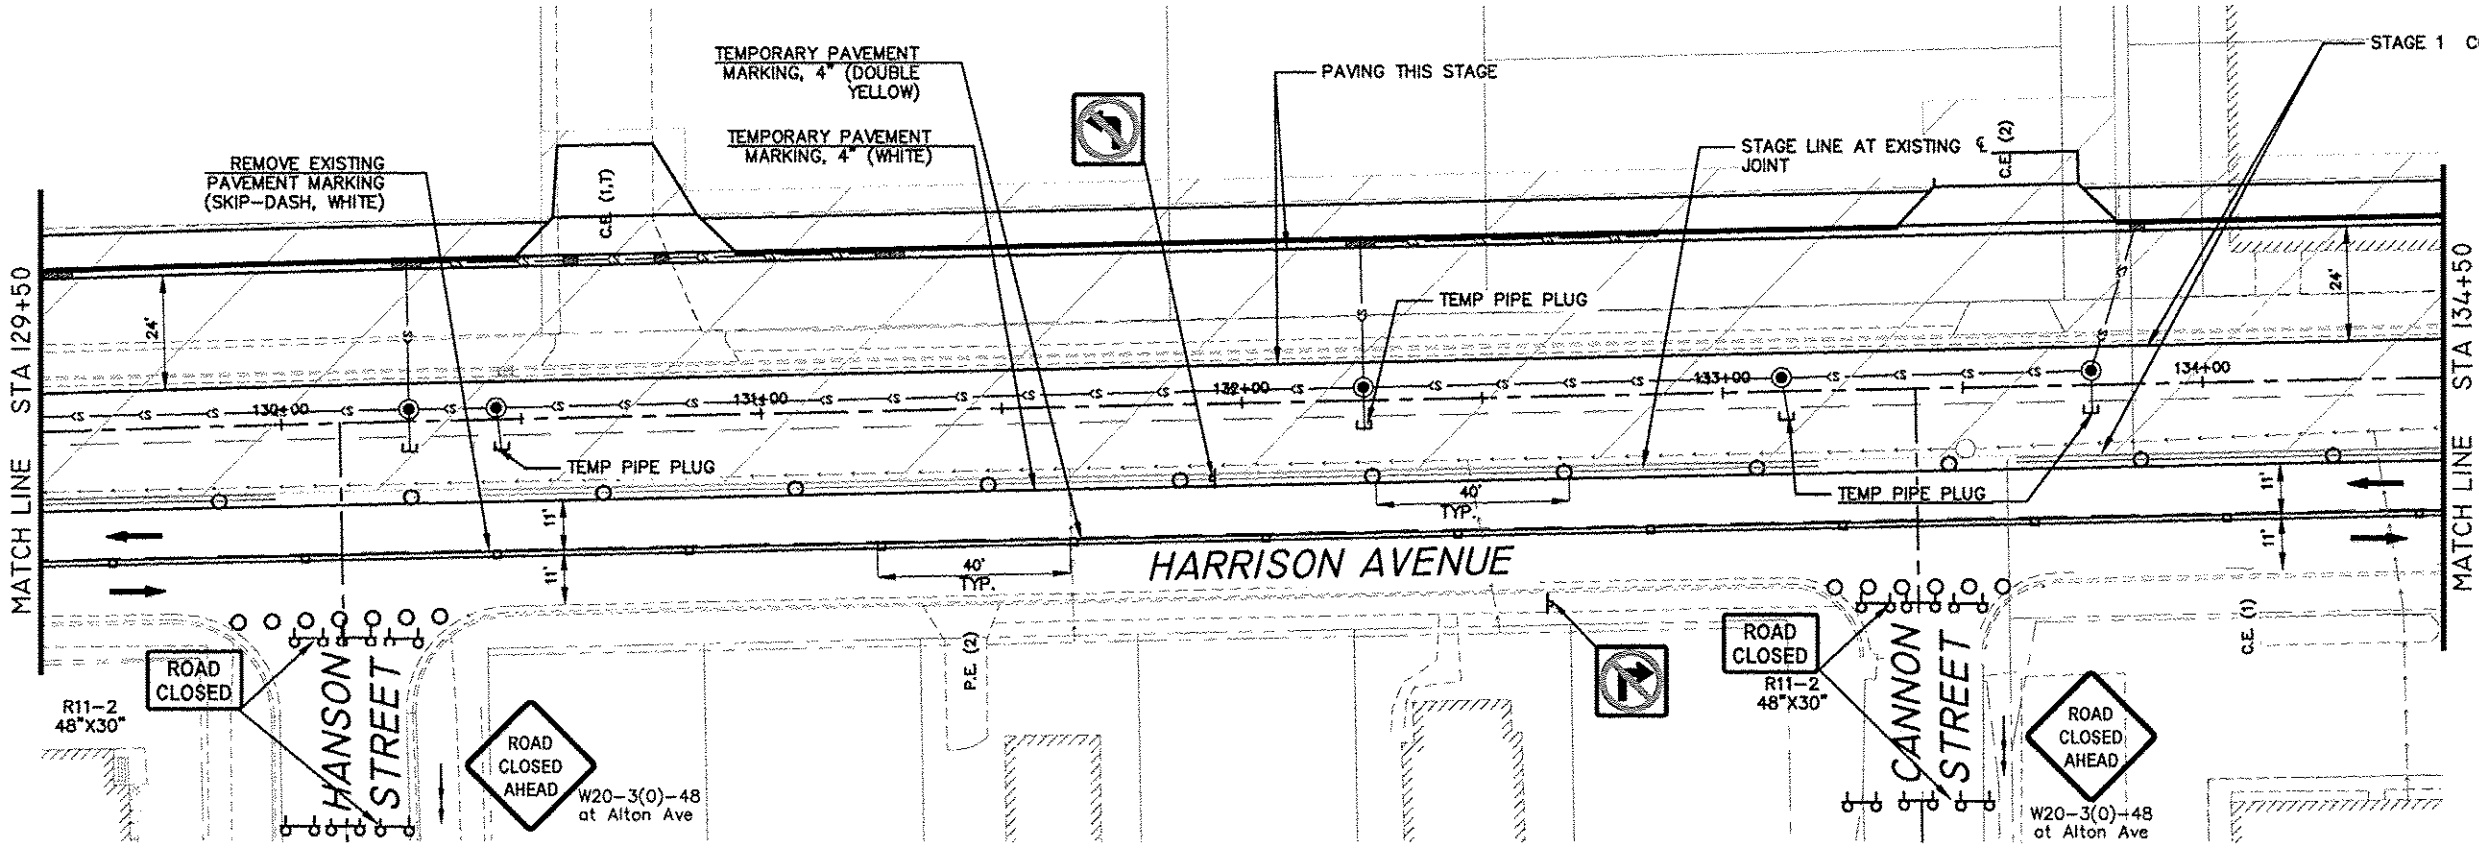 TEMPORARY PAVEMENT
MARKING, 4" (DOUBLE
YELLOW)
STAGE 1
PAVING THIS STAGE
TEMPORARY PAVEMENT
MARKING, 4" (WHITE)
STAGE LINE AT EXISTING ℄
JOINT
C.E. (2)
REMOVE EXISTING
PAVEMENT MARKING
(SKIP-DASH, WHITE)
C.E. (1,T)
MATCH LINE STA 129+50
MATCH LINE STA 134+50
24'
24'
TEMP PIPE PLUG
130+00
131+00
132+00
133+00
134+00
<S <S <S <S <S <S <S <S <S <S <S <S <S <S <S <S <S
TEMP PIPE PLUG
TEMP PIPE PLUG
40'
TYP.
11'
11'
11'
11'
HARRISON AVENUE
40'
TYP.
P.E. (2)
C.E. (1)
ROAD
CLOSED
R11-2
48"X30"
HANSON
STREET
ROAD
CLOSED
AHEAD
W20-3(O)-48
at Alton Ave
ROAD
CLOSED
R11-2
48"X30"
CANNON
STREET
ROAD
CLOSED
AHEAD
W20-3(O)-48
at Alton Ave